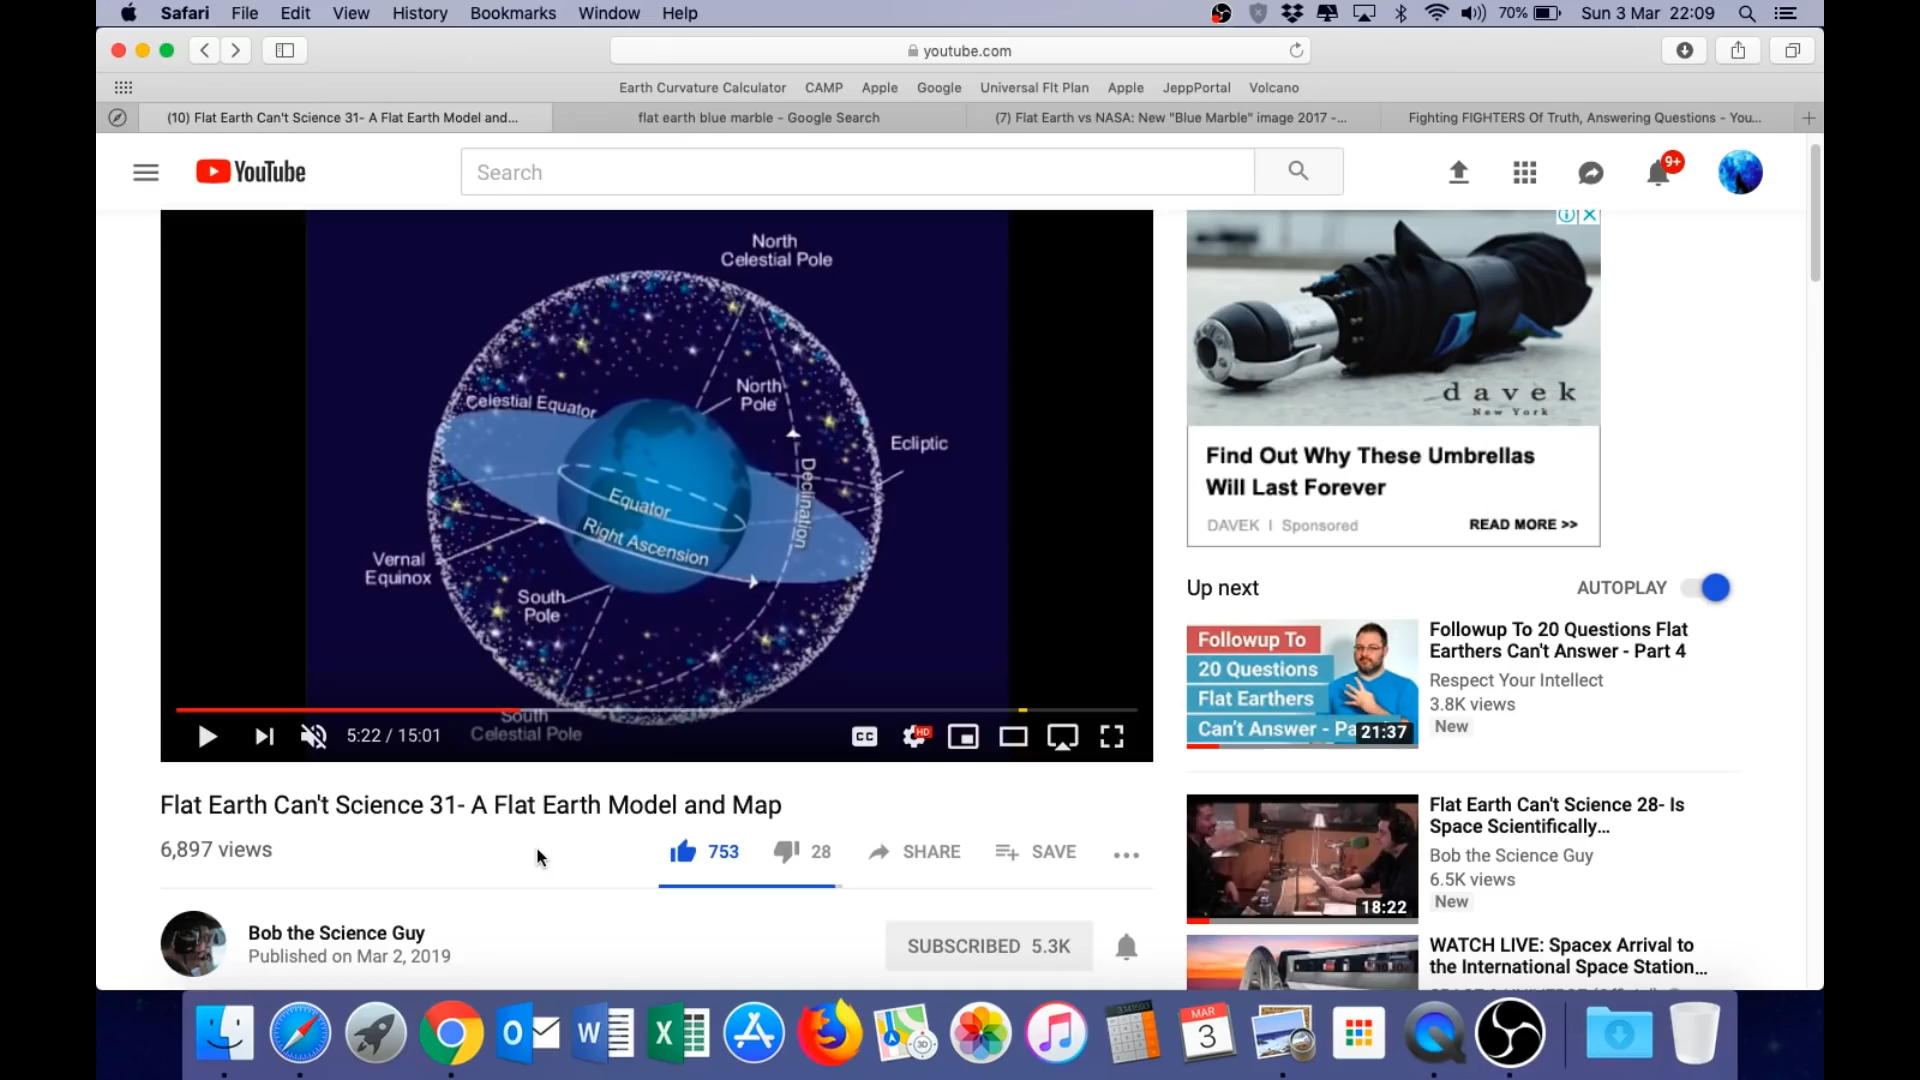 Safari File Edit View History Bookmarks Window Help
70% Sun 3 Mar 22:09
youtube.com
Earth Curvature Calculator CAMP Apple Google Universal Flt Plan Apple JeppPortal Volcano
(10) Flat Earth Can't Science 31- A Flat Earth Model and...
flat earth blue marble - Google Search
(7) Flat Earth vs NASA: New "Blue Marble" image 2017 -...
Fighting FIGHTERS Of Truth, Answering Questions - You...
YouTube
Search
9+
North
Celestial Pole
North
Pole
Celestial Equator
Ecliptic
Declination
Equator
Right Ascension
Vernal
Equinox
South
Pole
South
Celestial Pole
5:22 / 15:01
CC
HD
davek
New York
Find Out Why These Umbrellas
Will Last Forever
DAVEK | Sponsored
READ MORE >>
Up next
AUTOPLAY
Followup To
20 Questions
Flat Earthers
Can't Answer - Pa
21:37
Followup To 20 Questions Flat
Earthers Can't Answer - Part 4
Respect Your Intellect
3.8K views
New
Flat Earth Can't Science 31- A Flat Earth Model and Map
6,897 views
753
28
SHARE
SAVE
Bob the Science Guy
Published on Mar 2, 2019
SUBSCRIBED 5.3K
18:22
Flat Earth Can't Science 28- Is
Space Scientifically...
Bob the Science Guy
6.5K views
New
WATCH LIVE: Spacex Arrival to
the International Space Station...
O
W
X
3D
MAR
3